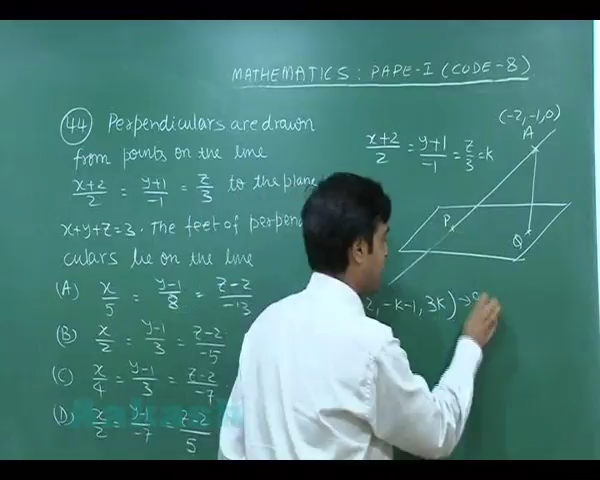 MATHEMATICS: PAPE-I (CODE-8)
44 Perpendiculars are drawn
from points on the line
x+2/2 = y+1/-1 = z/3 to the plane
x+y+z=3. The feet of perpen
culars lie on the line
(A) x/5 = y-1/8 = z-2/-13
(B) x/2 = y-1/3 = z-2/-5
(C) x/4 = y-1/3 = z-2/-7
(D) x/2 = y-1/-7 = z-2/5
(-2,-1,0)
A
x+2/2 = y+1/-1 = z/3 = k
P
Q
2, -k-1, 3k) →